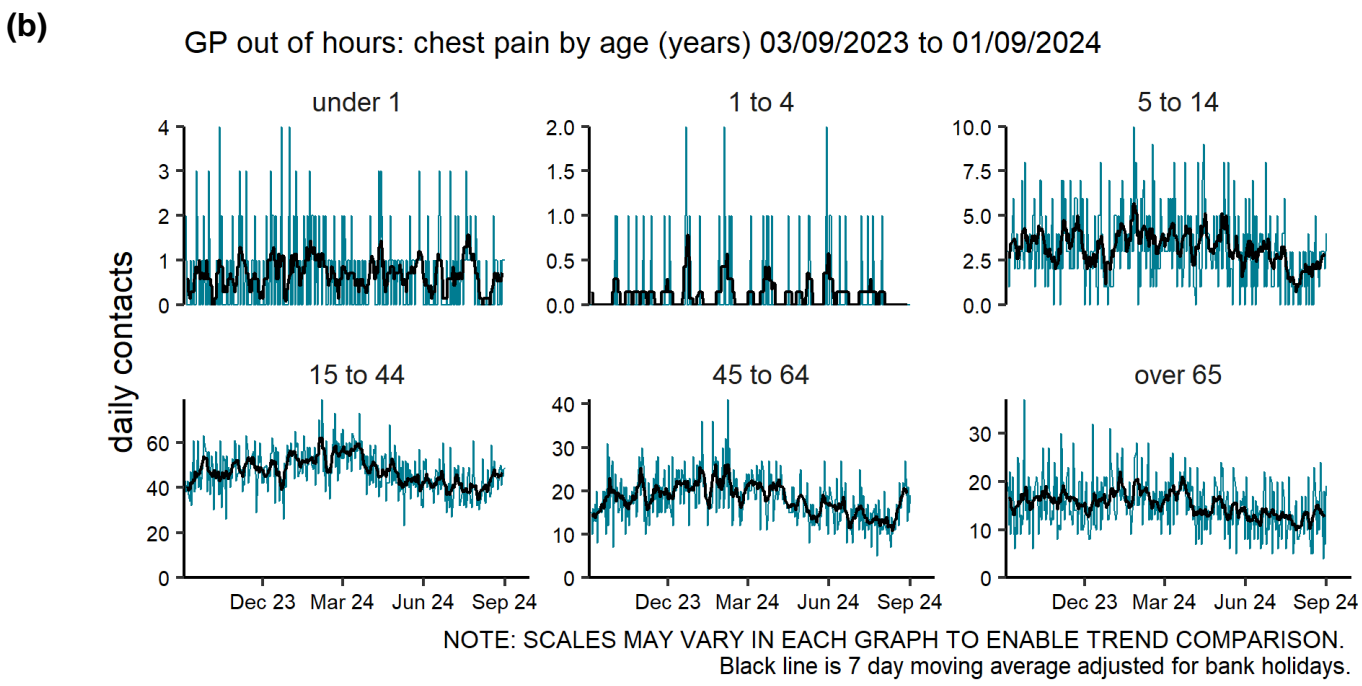 (b)
GP out of hours: chest pain by age (years) 03/09/2023 to 01/09/2024
daily contacts
under 1
4
3
2
1
0
1 to 4
2.0
1.5
1.0
0.5
0.0
5 to 14
10.0
7.5
5.0
2.5
0.0
15 to 44
60
40
20
0
Dec 23 Mar 24 Jun 24 Sep 24
45 to 64
40
30
20
10
0
Dec 23 Mar 24 Jun 24 Sep 24
over 65
30
20
10
0
Dec 23 Mar 24 Jun 24 Sep 24
NOTE: SCALES MAY VARY IN EACH GRAPH TO ENABLE TREND COMPARISON.
Black line is 7 day moving average adjusted for bank holidays.